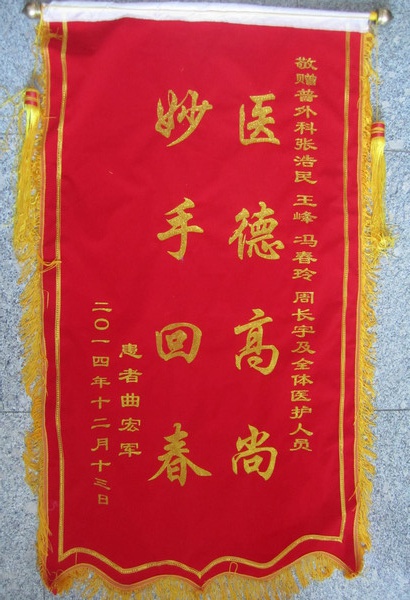 敬赠普外科张浩民 王峰 冯春玲 周长宇及全体医护人员
医德高尚
妙手回春
患者曲宏军
二〇一四年十二月十三日